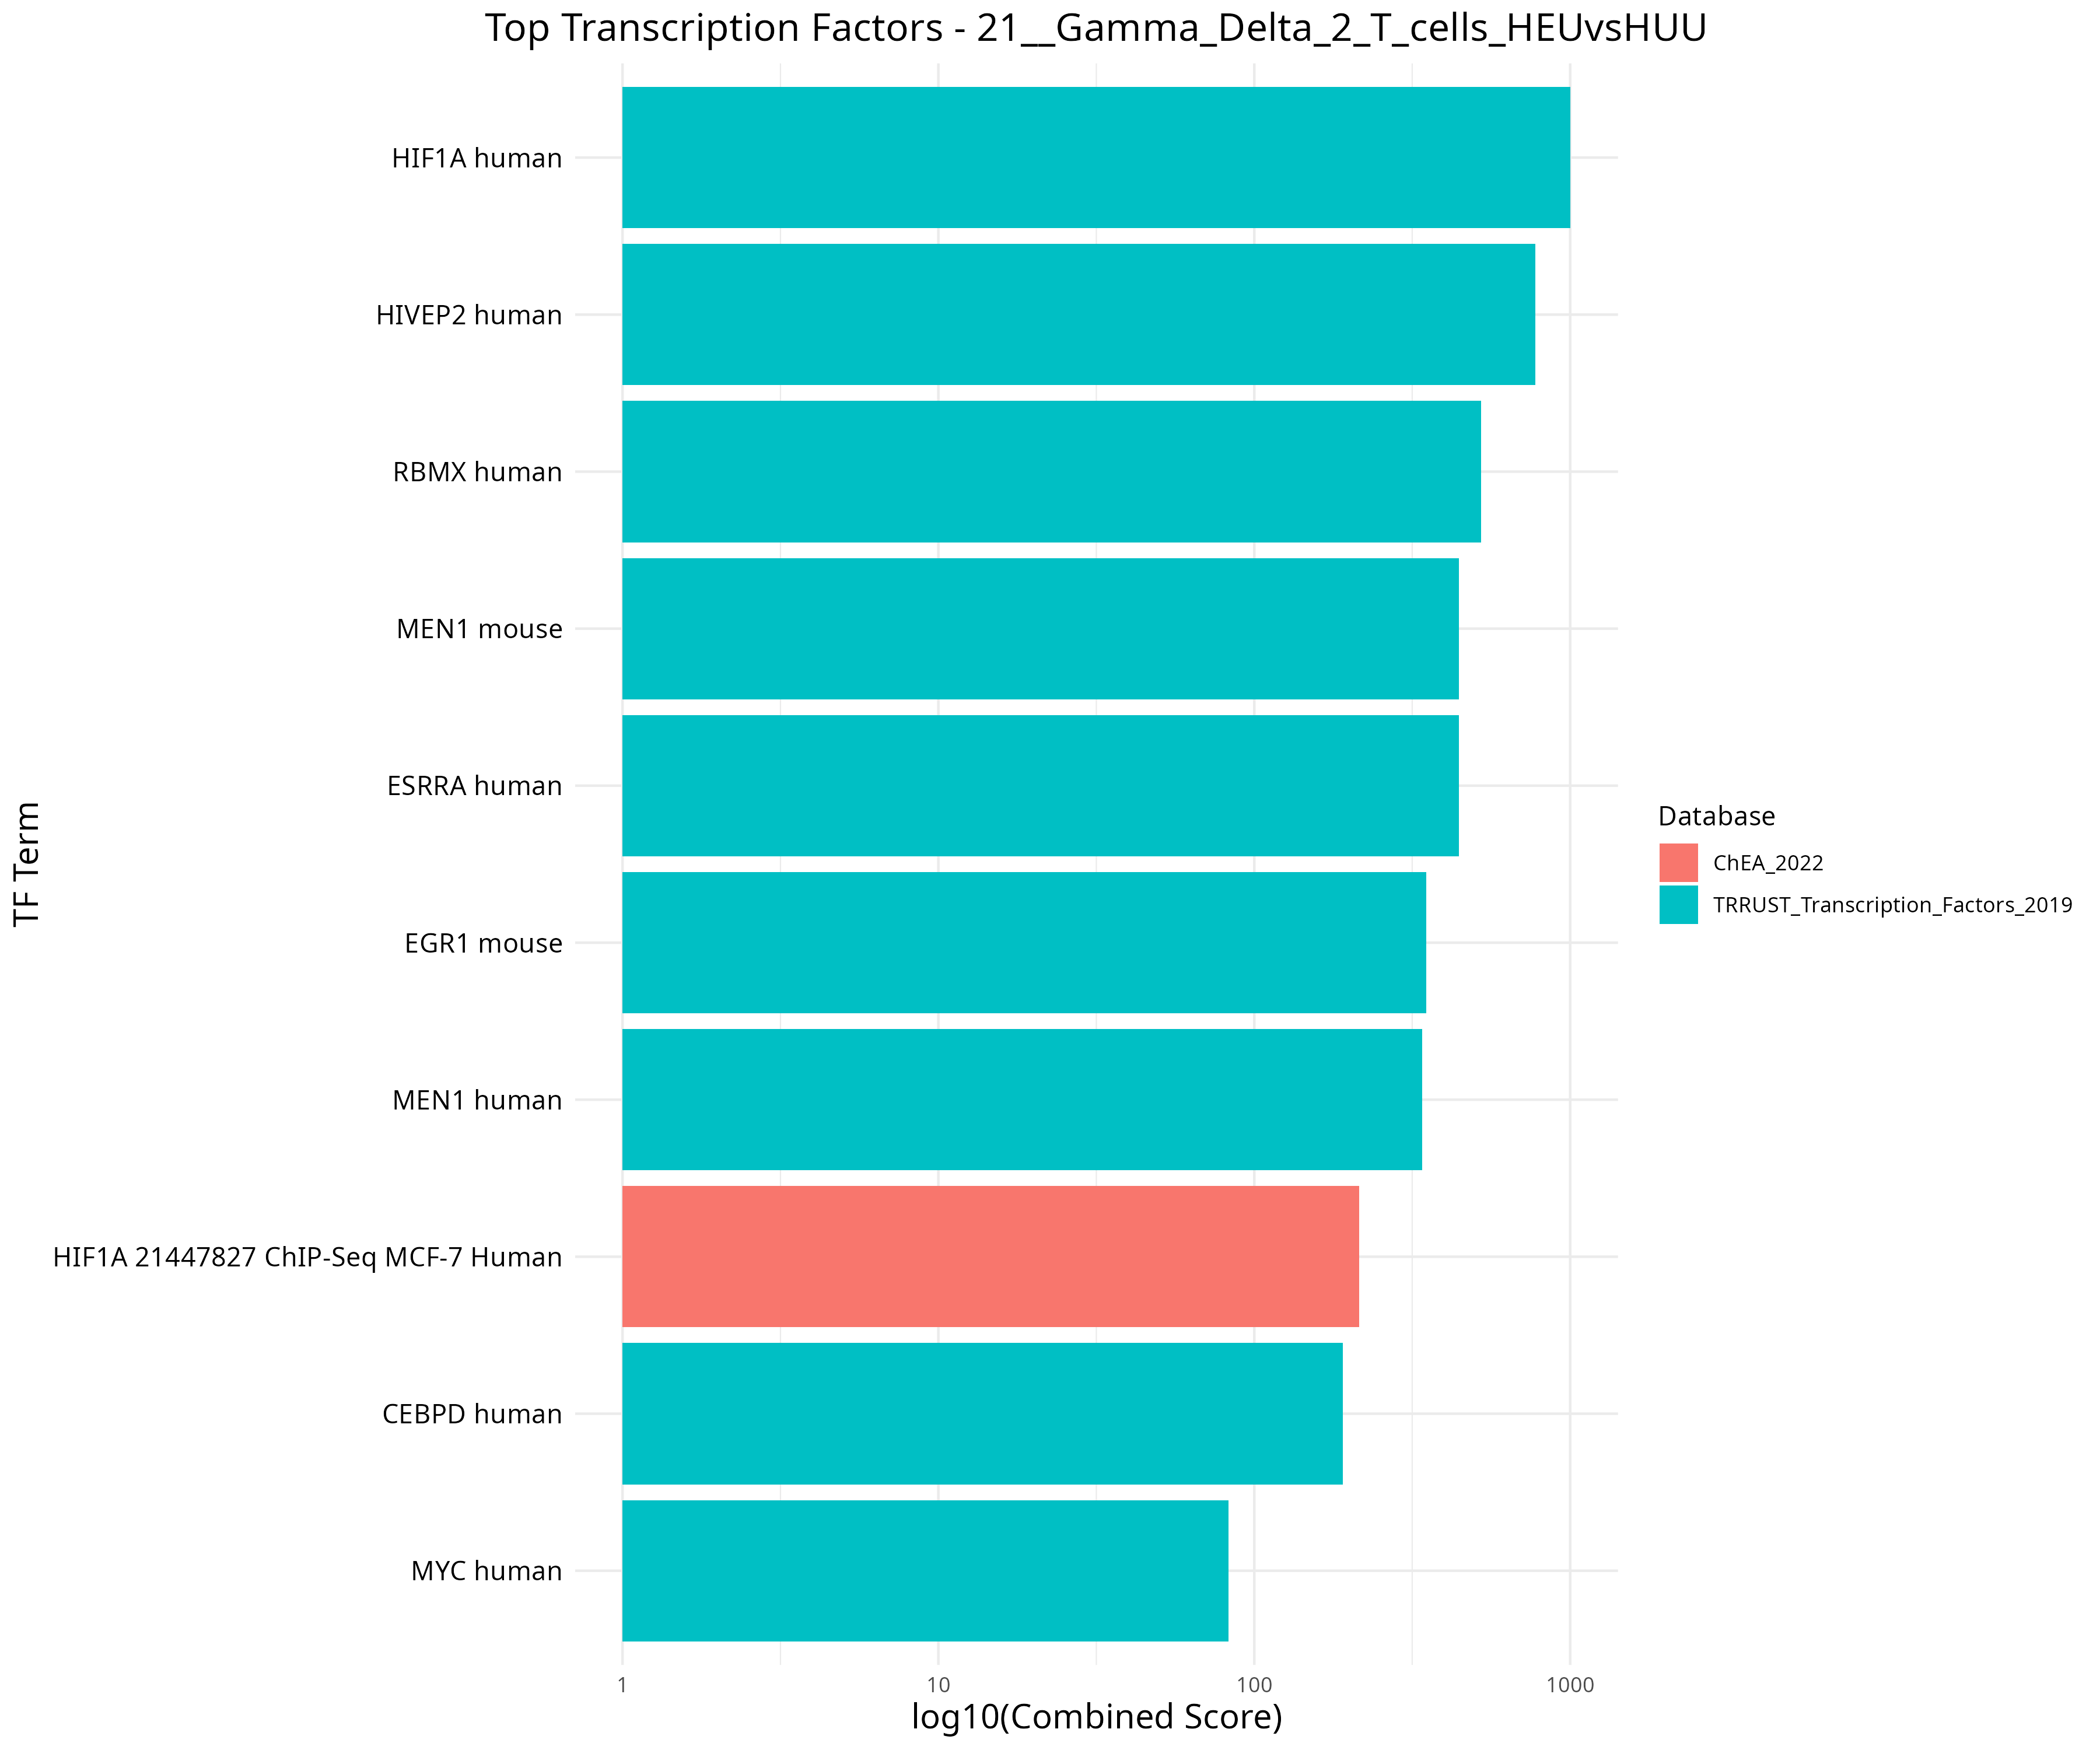 Top Transcription Factors - 21__Gamma_Delta_2_T_cells_HEUvsHUU
HIF1A human
HIVEP2 human
RBMX human
MEN1 mouse
ESRRA human
EGR1 mouse
MEN1 human
HIF1A 21447827 ChIP-Seq MCF-7 Human
CEBPD human
MYC human
TF Term
1 10 100 1000
log10(Combined Score)
Database
ChEA_2022
TRRUST_Transcription_Factors_2019